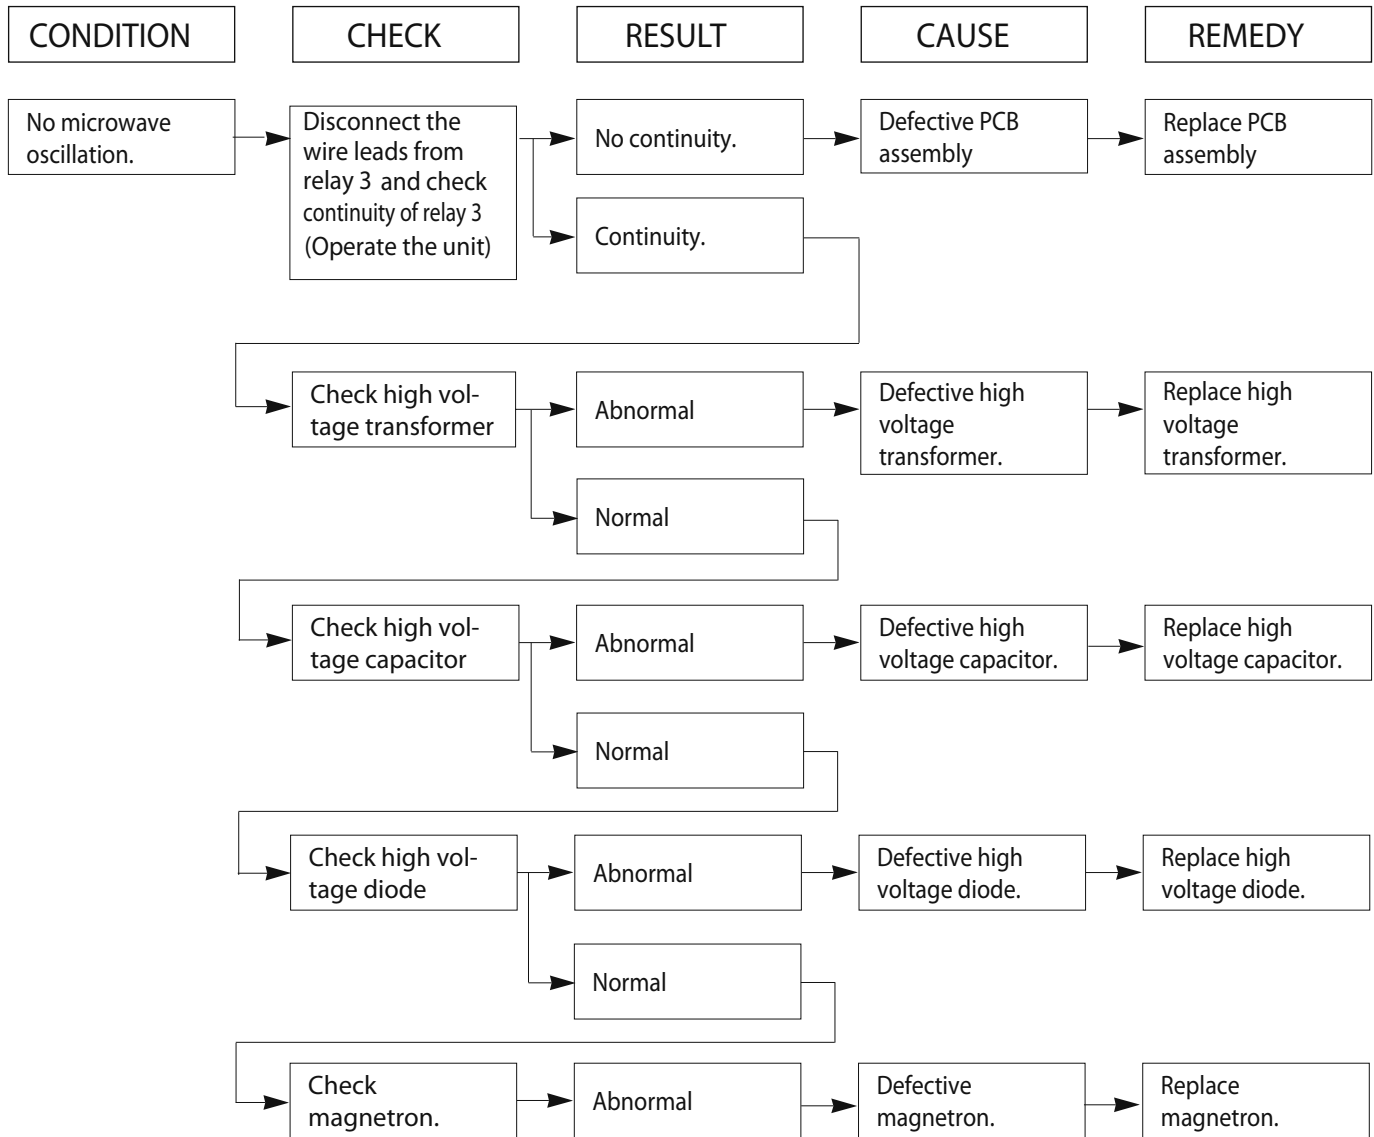 CONDITION
CHECK
RESULT
CAUSE
REMEDY
No microwave
oscillation.
Disconnect the
wire leads from
relay 3 and check
continuity of relay 3
(Operate the unit)
No continuity.
Defective PCB
assembly
Replace PCB
assembly
Continuity.
Check high vol-
tage transformer
Abnormal
Defective high
voltage
transformer.
Replace high
voltage
transformer.
Normal
Check high vol-
tage capacitor
Abnormal
Defective high
voltage capacitor.
Replace high
voltage capacitor.
Normal
Check high vol-
tage diode
Abnormal
Defective high
voltage diode.
Replace high
voltage diode.
Normal
Check
magnetron.
Abnormal
Defective
magnetron.
Replace
magnetron.